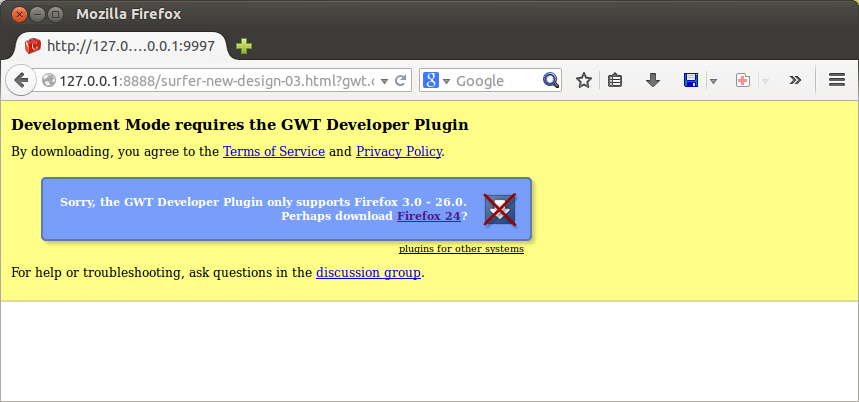 Mozilla Firefox
http://127.0....0.0.1:9997
127.0.0.1:8888/surfer-new-design-03.html?gwt.c
Google
Development Mode requires the GWT Developer Plugin
By downloading, you agree to the Terms of Service and Privacy Policy.
Sorry, the GWT Developer Plugin only supports Firefox 3.0 - 26.0.
Perhaps download Firefox 24?
plugins for other systems
For help or troubleshooting, ask questions in the discussion group.